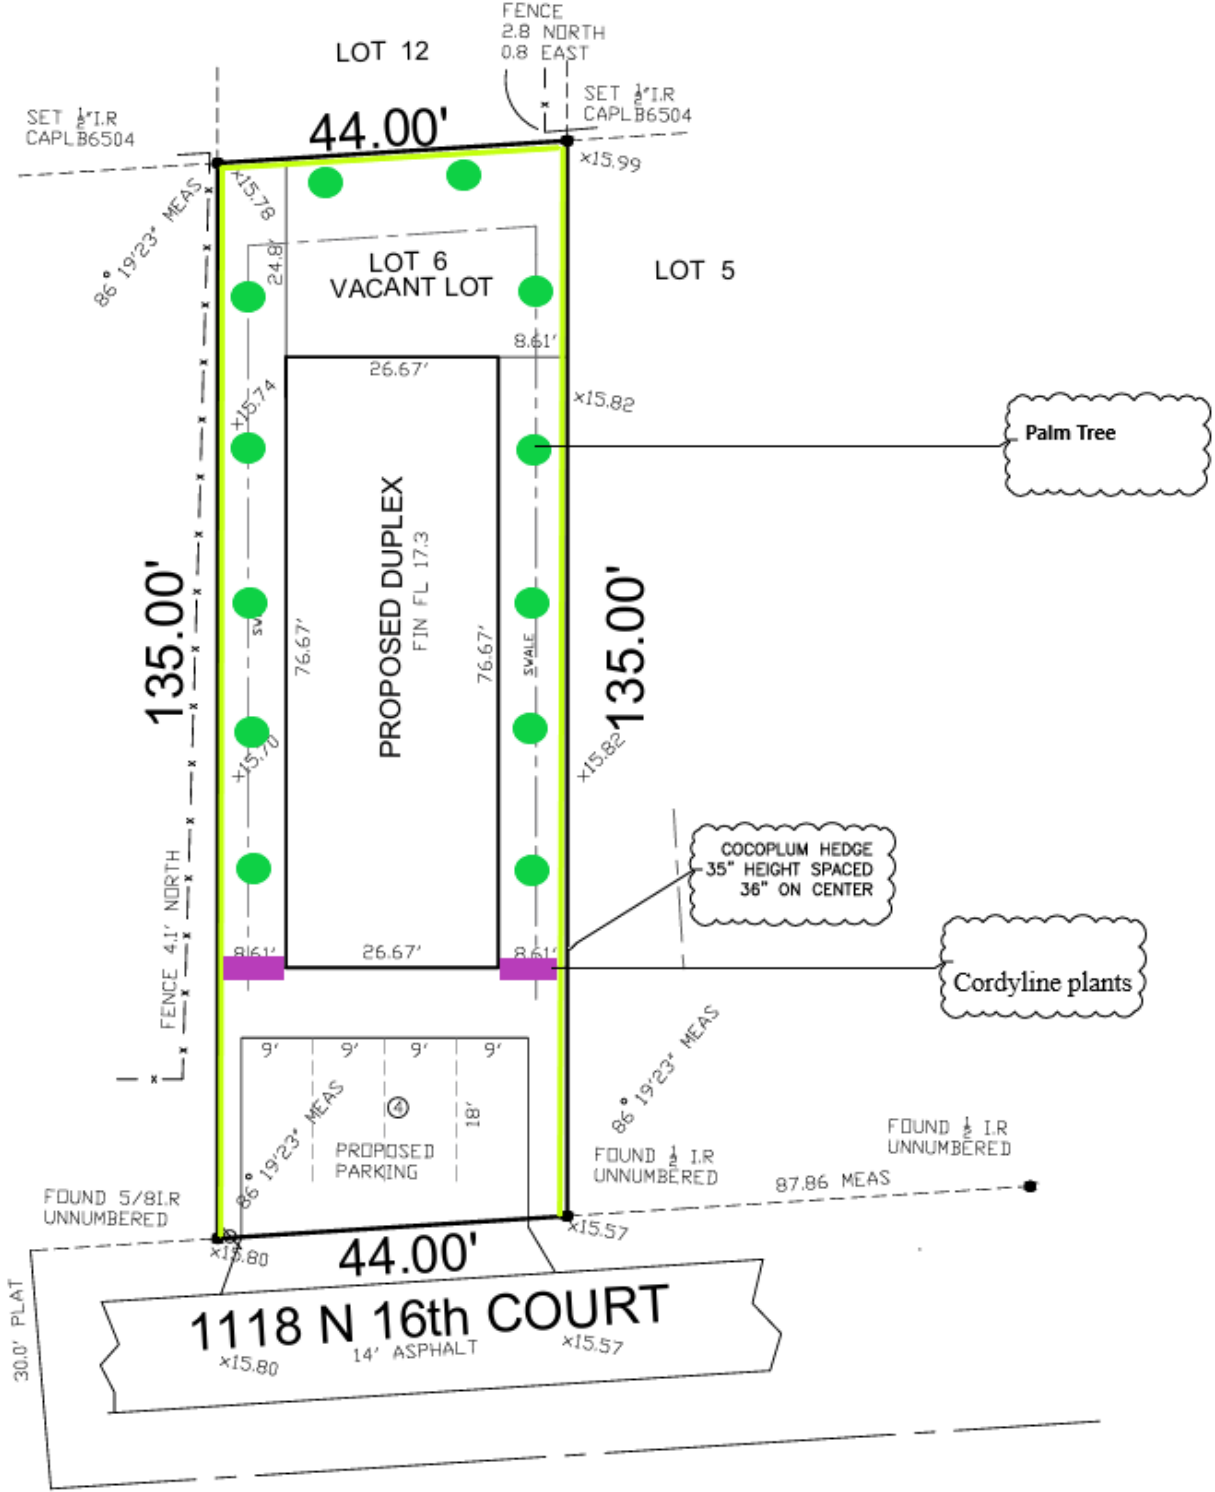 FENCE
2.8 NORTH
0.8 EAST
LOT 12
SET ½"I.R
CAPLB6504
SET ½"I.R
CAPLB6504
44.00'
x15.99
x15.78
86°19'23" MEAS
24.8'
LOT 6
VACANT LOT
LOT 5
8.61'
26.67'
x15.74
x15.82
Palm Tree
PROPOSED DUPLEX
FIN FL 17.3
135.00'
135.00'
SW
76.67'
76.67'
SWALE
x15.70
x15.82
COCOPLUM HEDGE
35" HEIGHT SPACED
36" ON CENTER
FENCE 4.1' NORTH
8.61'
26.67'
8.61'
Cordyline plants
9'
9'
9'
9'
86°19'23" MEAS
4
18'
86°19'23" MEAS
PROPOSED
PARKING
FOUND ½ I.R
UNNUMBERED
FOUND ½ I.R
UNNUMBERED
87.86 MEAS
FOUND 5/8I.R
UNNUMBERED
x15.80
x15.57
44.00'
30.0' PLAT
1118 N 16th COURT
x15.80
14' ASPHALT
x15.57